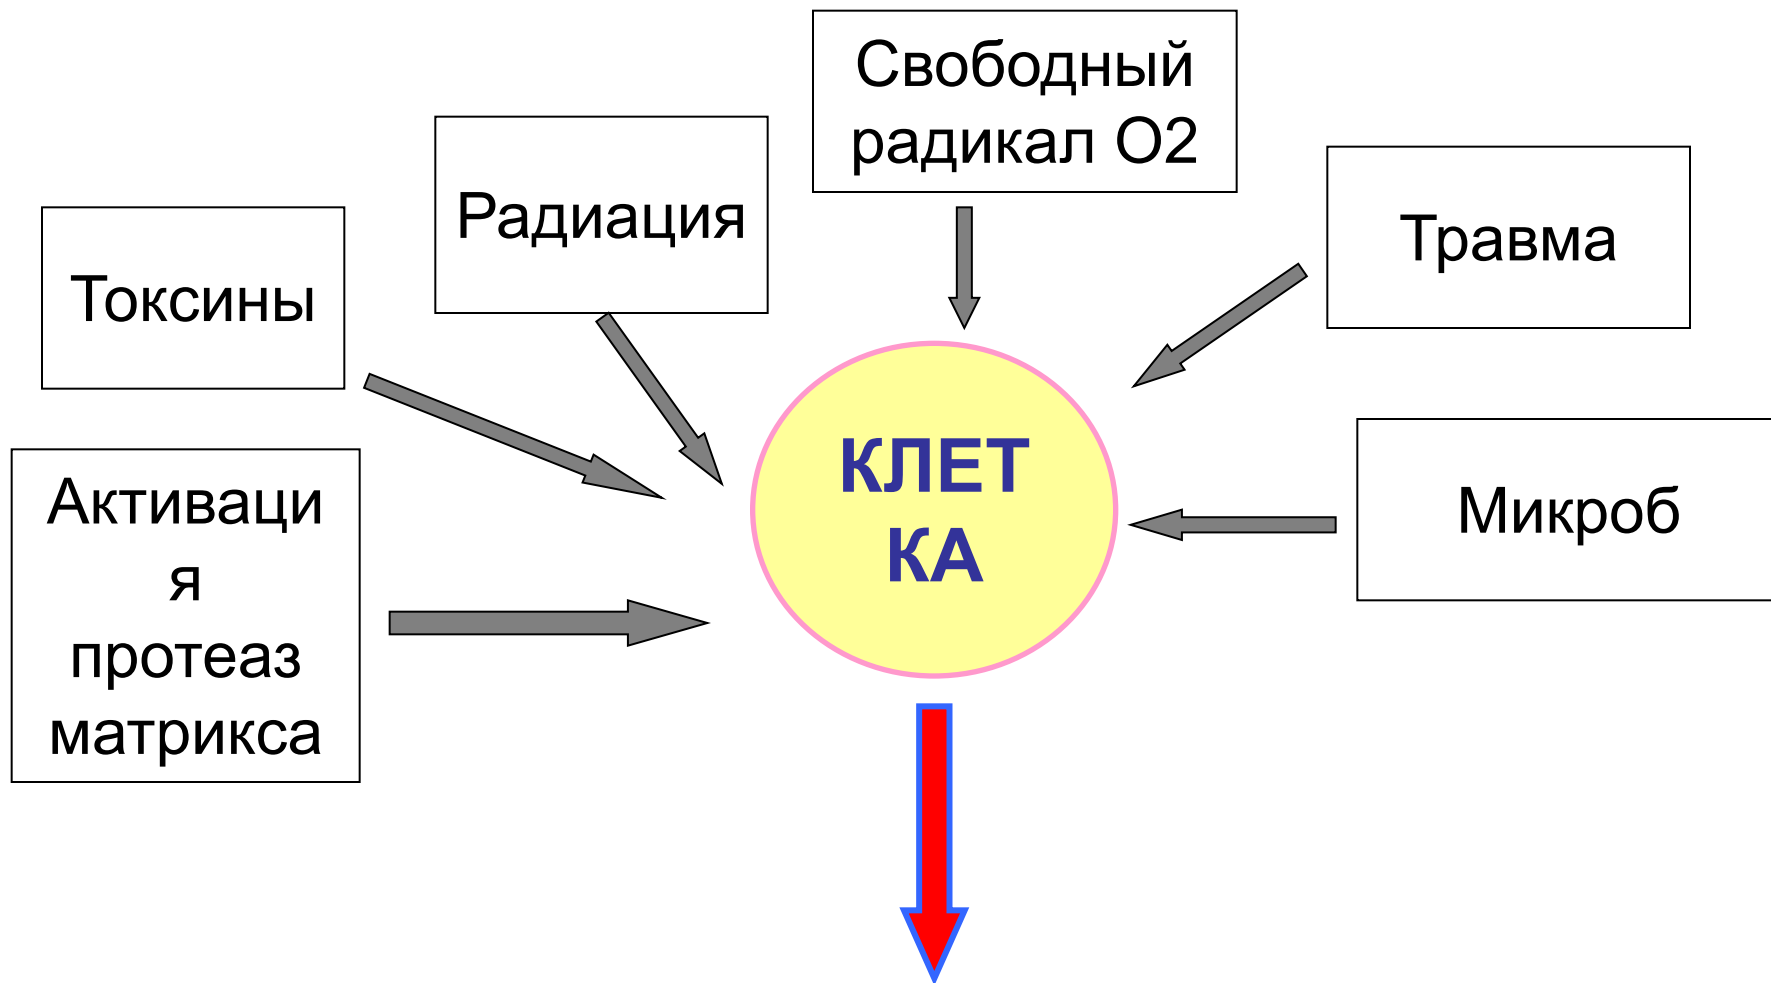 Свободный
радикал О2
Радиация
Травма
Токсины
КЛЕТ
КА
Микроб
Активаци
я
протеаз
матрикса